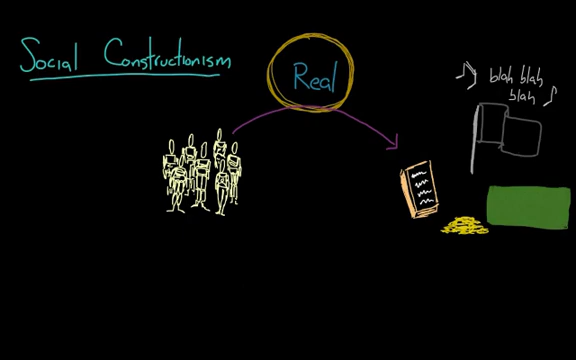 Social Constructionism
Real
♫ blah blah
blah ♪